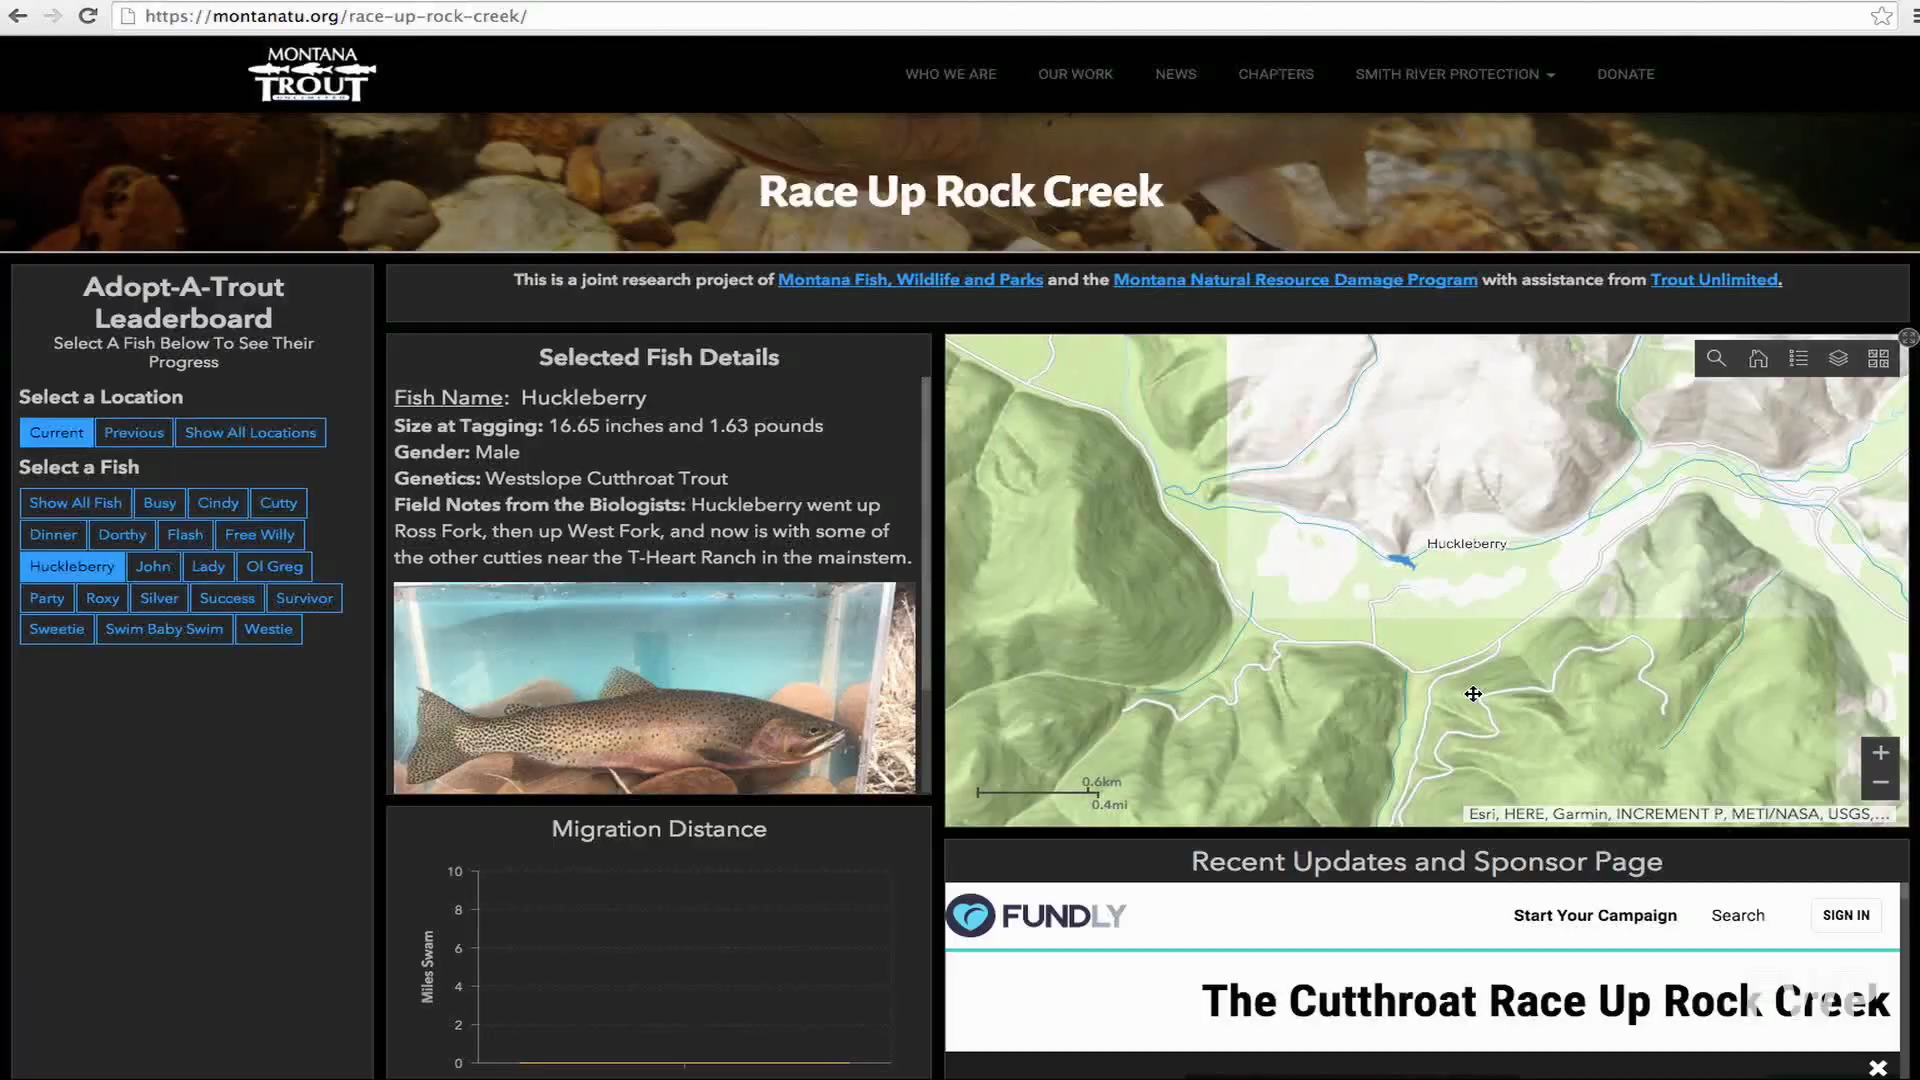 https://montanatu.org/race-up-rock-creek/
MONTANA
TROUT
UNLIMITED
WHO WE ARE
OUR WORK
NEWS
CHAPTERS
SMITH RIVER PROTECTION
DONATE
Race Up Rock Creek
Adopt-A-Trout
Leaderboard
Select A Fish Below To See Their
Progress
Select a Location
Current
Previous
Show All Locations
Select a Fish
Show All Fish
Busy
Cindy
Cutty
Dinner
Dorthy
Flash
Free Willy
Huckleberry
John
Lady
Ol Greg
Party
Roxy
Silver
Success
Survivor
Sweetie
Swim Baby Swim
Westie
This is a joint research project of Montana Fish, Wildlife and Parks and the Montana Natural Resource Damage Program with assistance from Trout Unlimited.
Selected Fish Details
Fish Name: Huckleberry
Size at Tagging: 16.65 inches and 1.63 pounds
Gender: Male
Genetics: Westslope Cutthroat Trout
Field Notes from the Biologists: Huckleberry went up
Ross Fork, then up West Fork, and now is with some of
the other cutties near the T-Heart Ranch in the mainstem.
Migration Distance
Miles Swam
10
8
6
4
2
0
Huckleberry
0.6km
0.4mi
+
−
Esri, HERE, Garmin, INCREMENT P, METI/NASA, USGS,...
Recent Updates and Sponsor Page
FUNDLY
Start Your Campaign
Search
SIGN IN
The Cutthroat Race Up Rock Creek